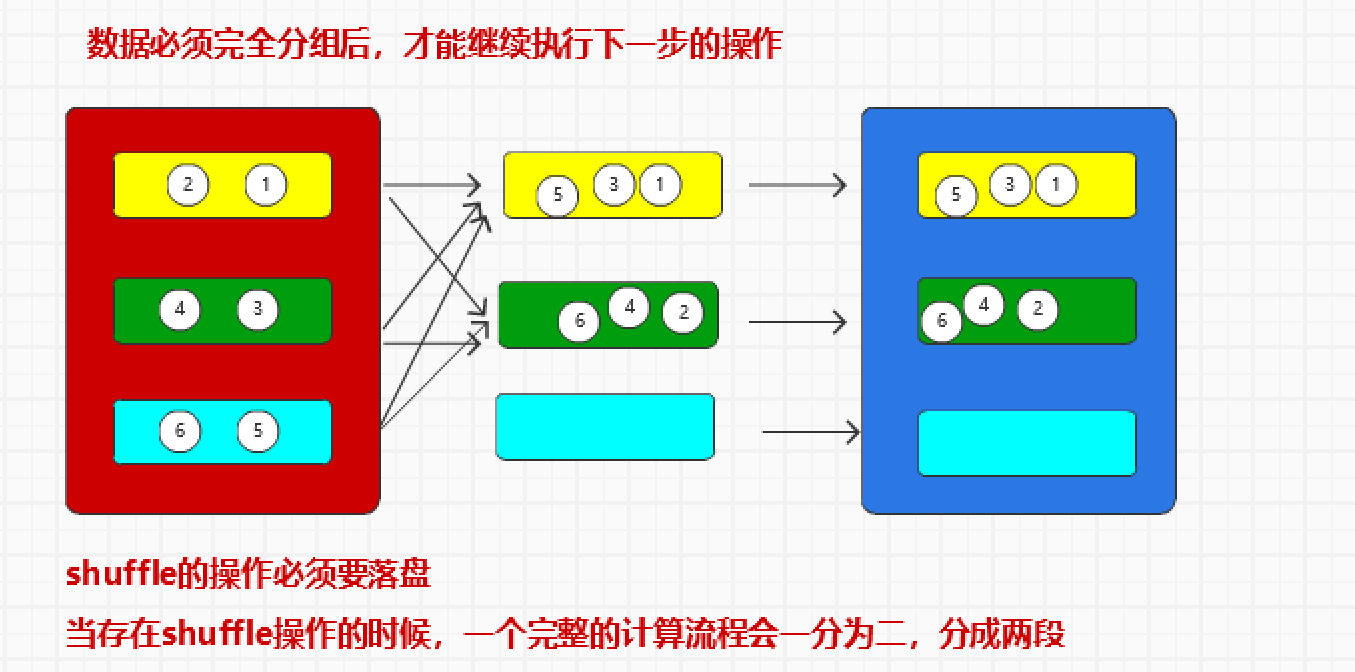 数据必须完全分组后，才能继续执行下一步的操作
2 1 5 3 1 5 3 1
4 3 6 4 2 6 4 2
6 5
shuffle的操作必须要落盘
当存在shuffle操作的时候，一个完整的计算流程会一分为二，分成两段